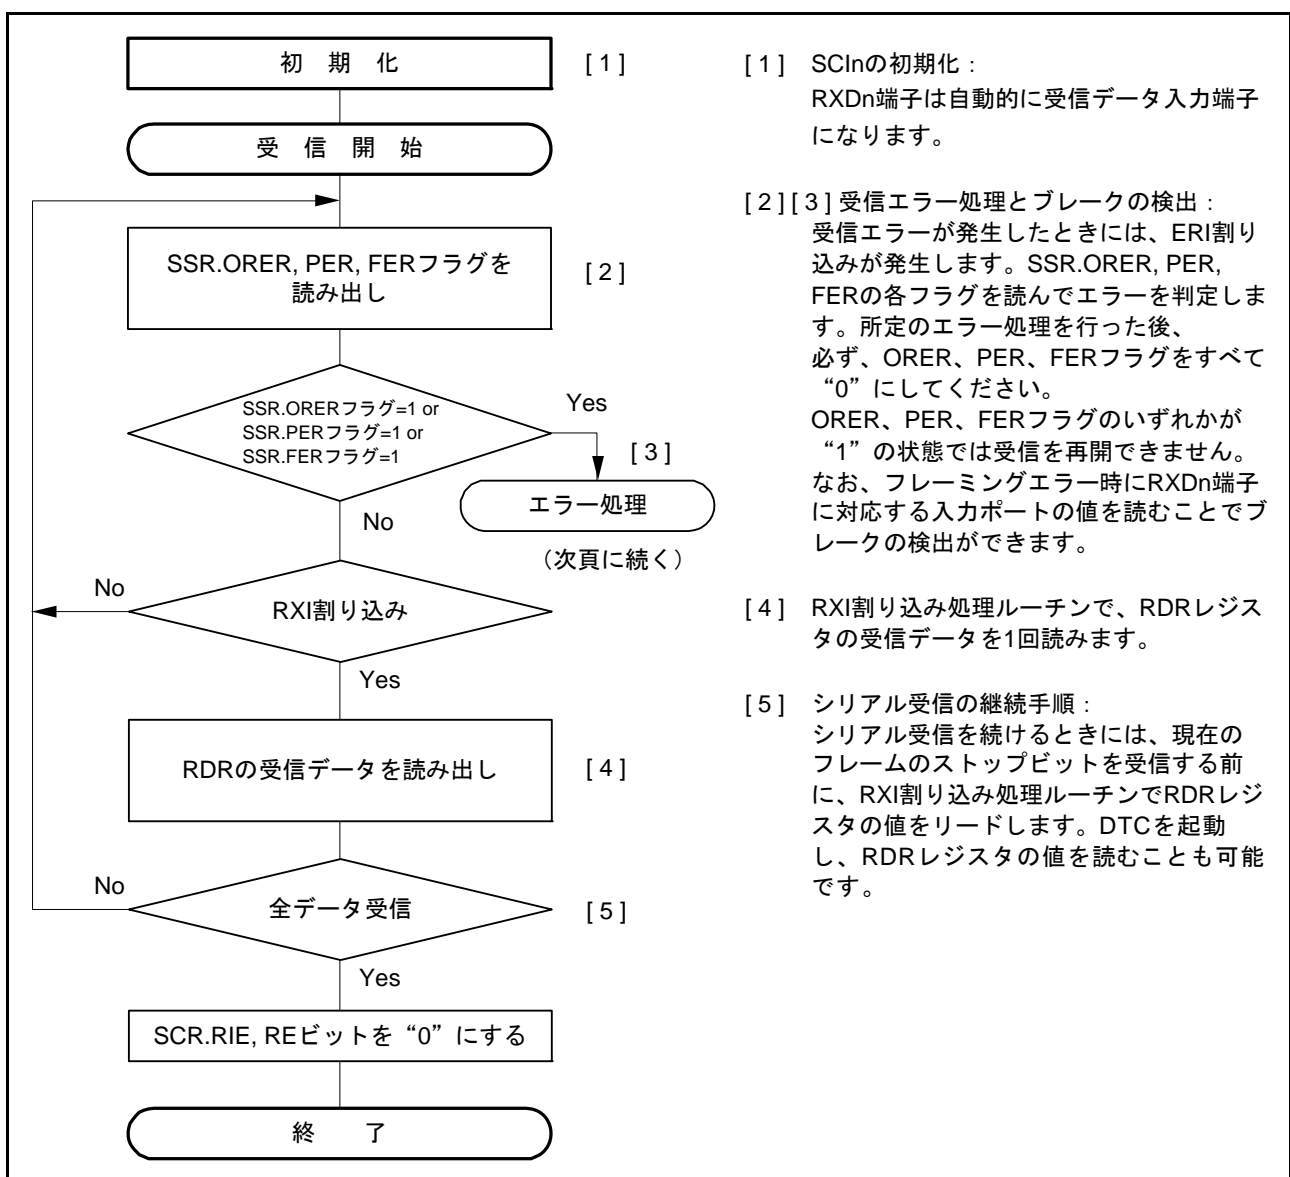 初 期 化 [ 1 ]
受 信 開 始
SSR.ORER, PER, FERフラグを
読み出し
[ 2 ]
SSR.ORERフラグ=1 or
SSR.PERフラグ=1 or
SSR.FERフラグ=1
Yes
[ 3 ]
エラー処理
(次頁に続く)
No
RXI割り込み
No
Yes
RDRの受信データを読み出し [ 4 ]
全データ受信 [ 5 ]
No
Yes
SCR.RIE, REビットを“0”にする
終 了
[ 1 ] SCInの初期化:
RXDn端子は自動的に受信データ入力端子
になります。
[ 2 ] [ 3 ] 受信エラー処理とブレークの検出:
受信エラーが発生したときには、ERI割り
込みが発生します。SSR.ORER, PER,
FERの各フラグを読んでエラーを判定しま
す。所定のエラー処理を行った後、
必ず、ORER、PER、FERフラグをすべて
“0”にしてください。
ORER、PER、FERフラグのいずれかが
“1”の状態では受信を再開できません。
なお、フレーミングエラー時にRXDn端子
に対応する入力ポートの値を読むことでブ
レークの検出ができます。
[ 4 ] RXI割り込み処理ルーチンで、RDRレジス
タの受信データを1回読みます。
[ 5 ] シリアル受信の継続手順:
シリアル受信を続けるときには、現在の
フレームのストップビットを受信する前
に、RXI割り込み処理ルーチンでRDRレジ
スタの値をリードします。DTCを起動
し、RDRレジスタの値を読むことも可能
です。